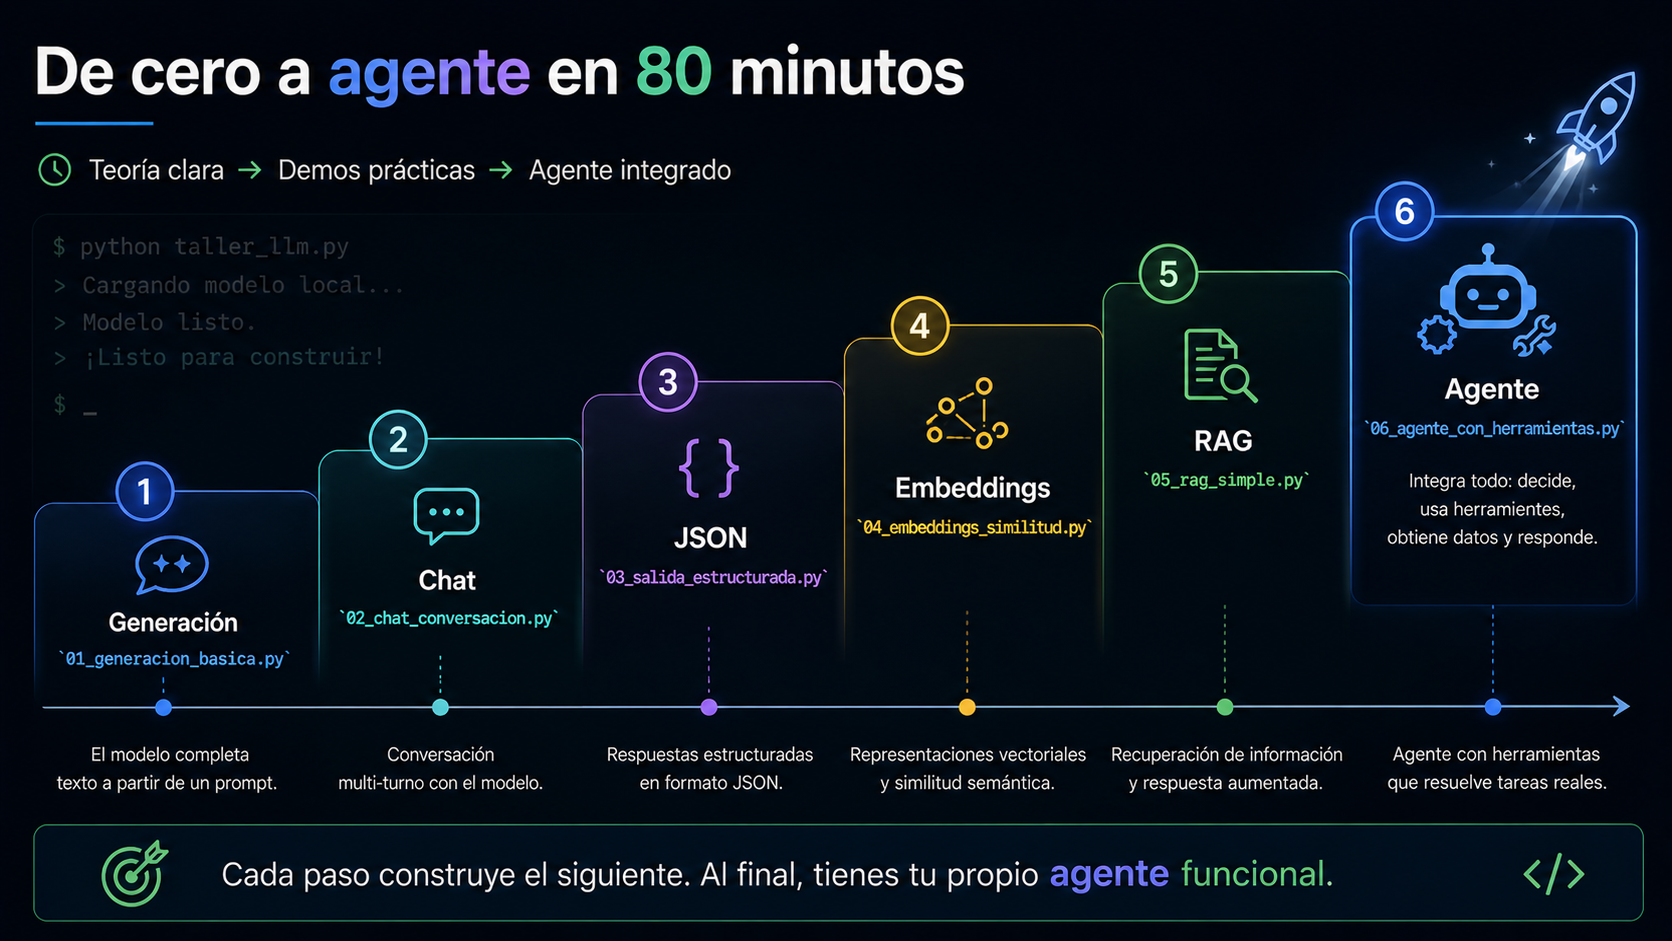 De cero a agente en 80 minutos
Teoría clara → Demos prácticas → Agente integrado
$ python taller_llm.py
> Cargando modelo local...
> Modelo listo.
> ¡Listo para construir!
$ _
1
Generación
`01_generacion_basica.py`
2
Chat
`02_chat_conversacion.py`
3
{ }
JSON
`03_salida_estructurada.py`
4
Embeddings
`04_embeddings_similitud.py`
5
RAG
`05_rag_simple.py`
6
Agente
`06_agente_con_herramientas.py`
Integra todo: decide,
usa herramientes,
obtiene datos y responde.
El modelo completa
texto a partir de un prompt.
Conversación
multi-turno con el modelo.
Respuestas estructuradas
en formato JSON.
Representaciones vectoriales
y similitud semántica.
Recuperación de información
y respuesta aumentada.
Agente con herramientas
que resuelve tareas reales.
Cada paso construye el siguiente. Al final, tienes tu propio agente funcional.
</>